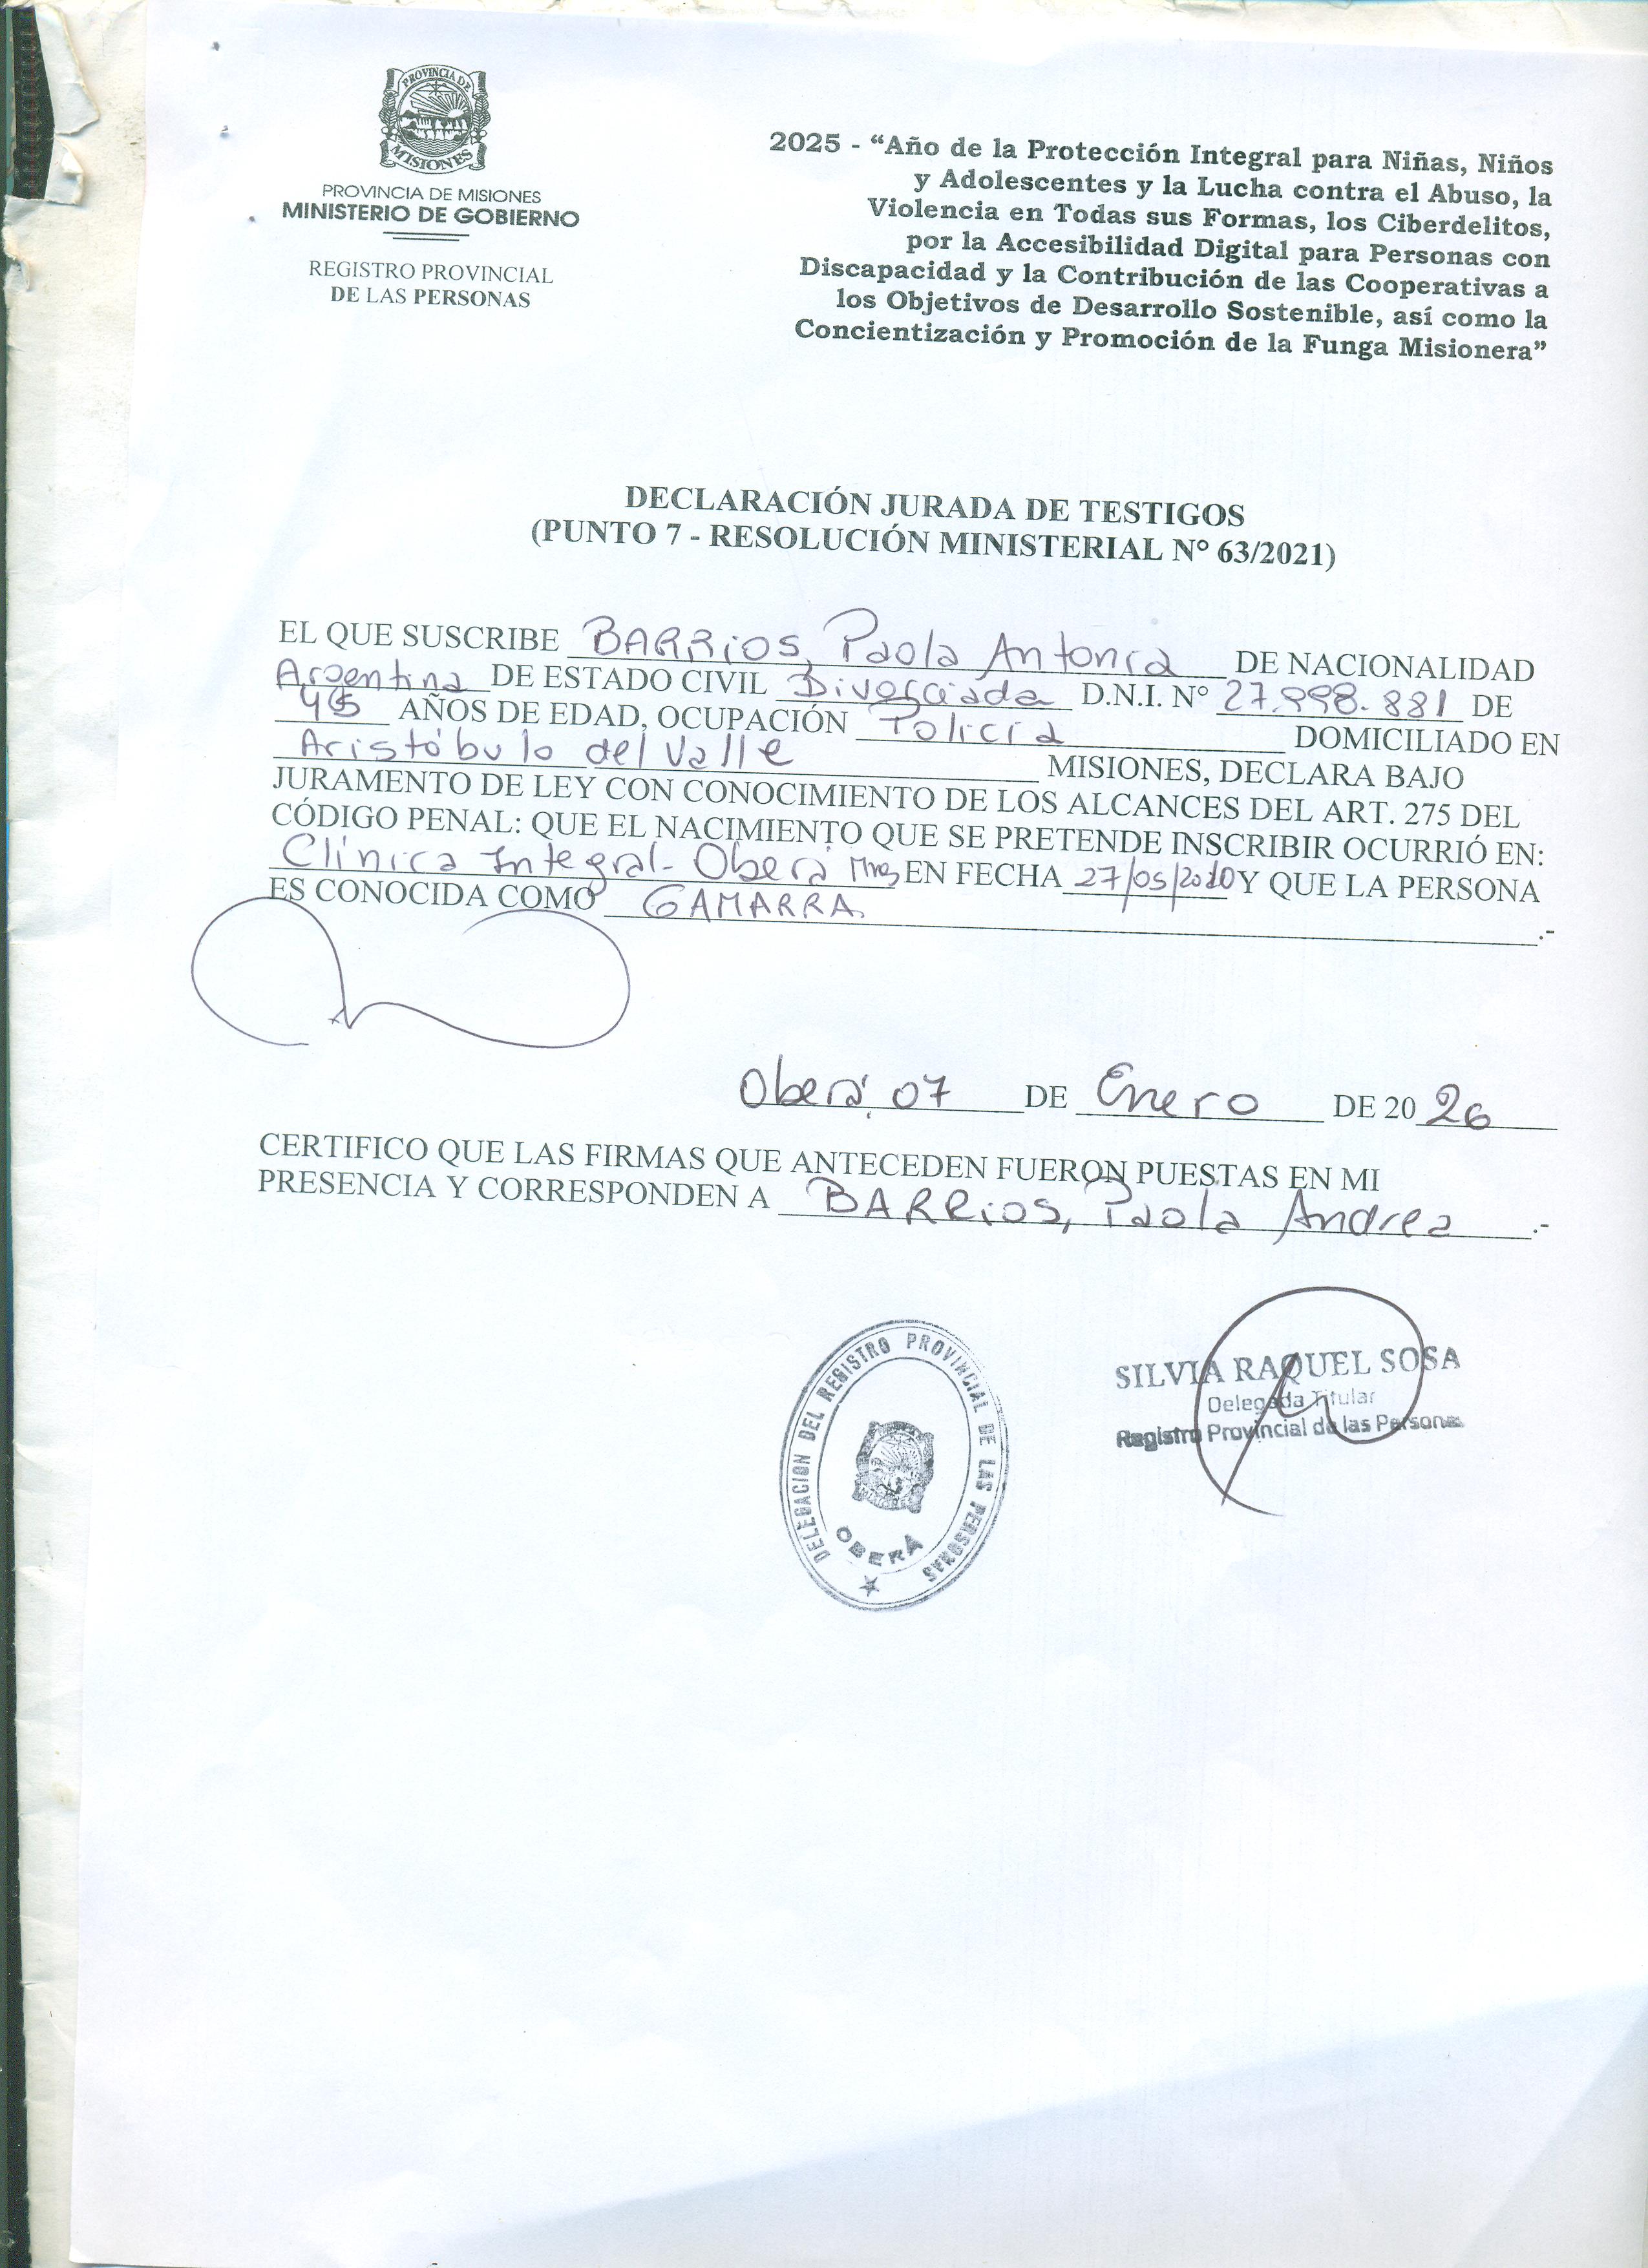 PROVINCIA DE
MISIONES
PROVINCIA DE MISIONES
MINISTERIO DE GOBIERNO
REGISTRO PROVINCIAL
DE LAS PERSONAS
2025 - “Año de la Protección Integral para Niñas, Niños
y Adolescentes y la Lucha contra el Abuso, la
Violencia en Todas sus Formas, los Ciberdelitos,
por la Accesibilidad Digital para Personas con
Discapacidad y la Contribución de las Cooperativas a
los Objetivos de Desarrollo Sostenible, así como la
Concientización y Promoción de la Funga Misionera”
DECLARACIÓN JURADA DE TESTIGOS
(PUNTO 7 - RESOLUCIÓN MINISTERIAL N° 63/2021)
EL QUE SUSCRIBE BARRIOS, Paola Antonia DE NACIONALIDAD
Argentina DE ESTADO CIVIL Divorciada D.N.I. N° 27.998.881 DE
AÑOS DE EDAD, OCUPACIÓN Policía DOMICILIADO EN
Aristóbulo del Valle MISIONES, DECLARA BAJO
JURAMENTO DE LEY CON CONOCIMIENTO DE LOS ALCANCES DEL ART. 275 DEL
CÓDIGO PENAL: QUE EL NACIMIENTO QUE SE PRETENDE INSCRIBIR OCURRIÓ EN:
Clínica Integral - Oberá Mnes, EN FECHA 27/05/2010 Y QUE LA PERSONA
ES CONOCIDA COMO GAMARRA .-
Oberá, 07 DE Enero DE 2026
CERTIFICO QUE LAS FIRMAS QUE ANTECEDEN FUERON PUESTAS EN MI
PRESENCIA Y CORRESPONDEN A BARRIOS, Paola Andrea .-
DELEGACION DEL REGISTRO PROVINCIAL DE LAS PERSONAS
OBERÁ
SILVIA RAQUEL SOSA
Delegada Titular
Registro Provincial de las Personas